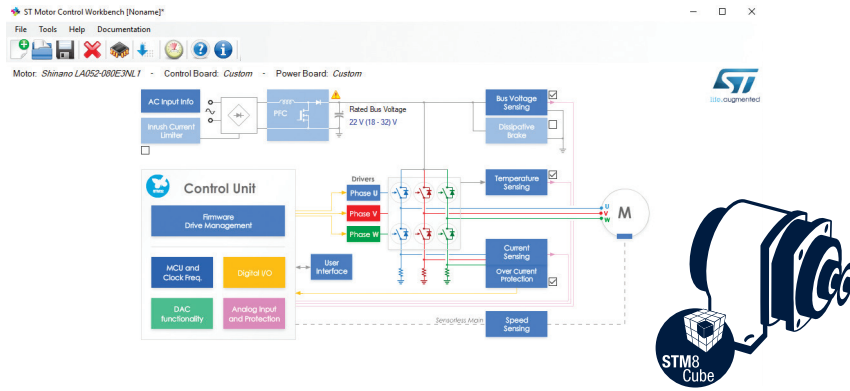 ST Motor Control Workbench [Noname]*
File Tools Help Documentation
Motor: Shinano LA052-080E3NL1 - Control Board: Custom - Power Board: Custom
ST
life.augmented
AC Input Info
Inrush Current
Limiter
PFC
Rated Bus Voltage
22 V (18 - 32) V
Bus Voltage
Sensing
Dissipative
Brake
Control Unit
Firmware
Drive Management
MCU and
Clock Freq.
Digital I/O
DAC
functionality
Analog Input
and Protection
Drivers
Phase U
Phase V
Phase W
User
Interface
Temperature
Sensing
U
V
W
M
Current
Sensing
Over Current
Protection
Sensorless Main
Speed
Sensing
STM8
Cube